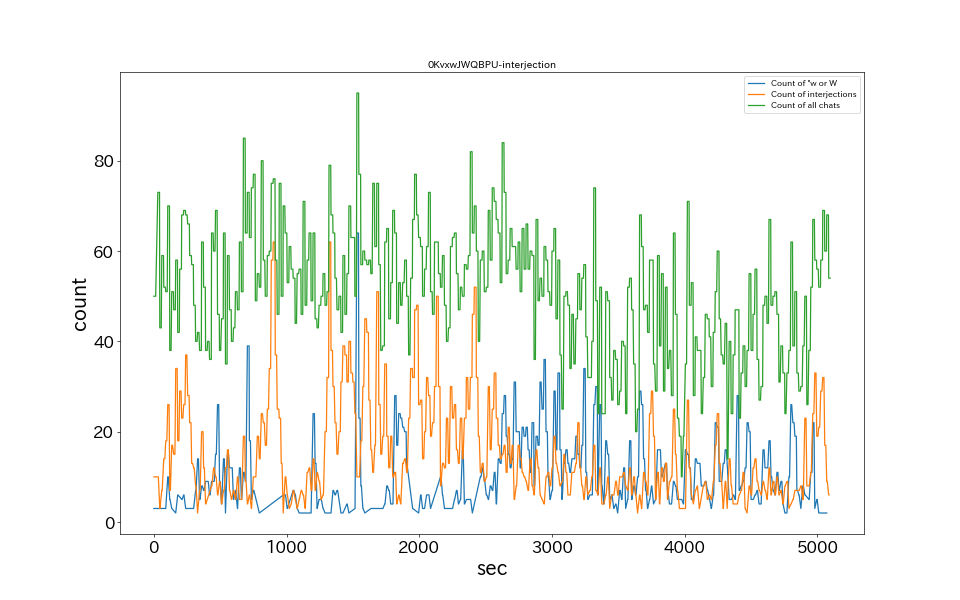 0KvxwJWQBPU-interjection
Count of "w or W
Count of interjections
Count of all chats
count
80
60
40
20
0
0 1000 2000 3000 4000 5000
sec